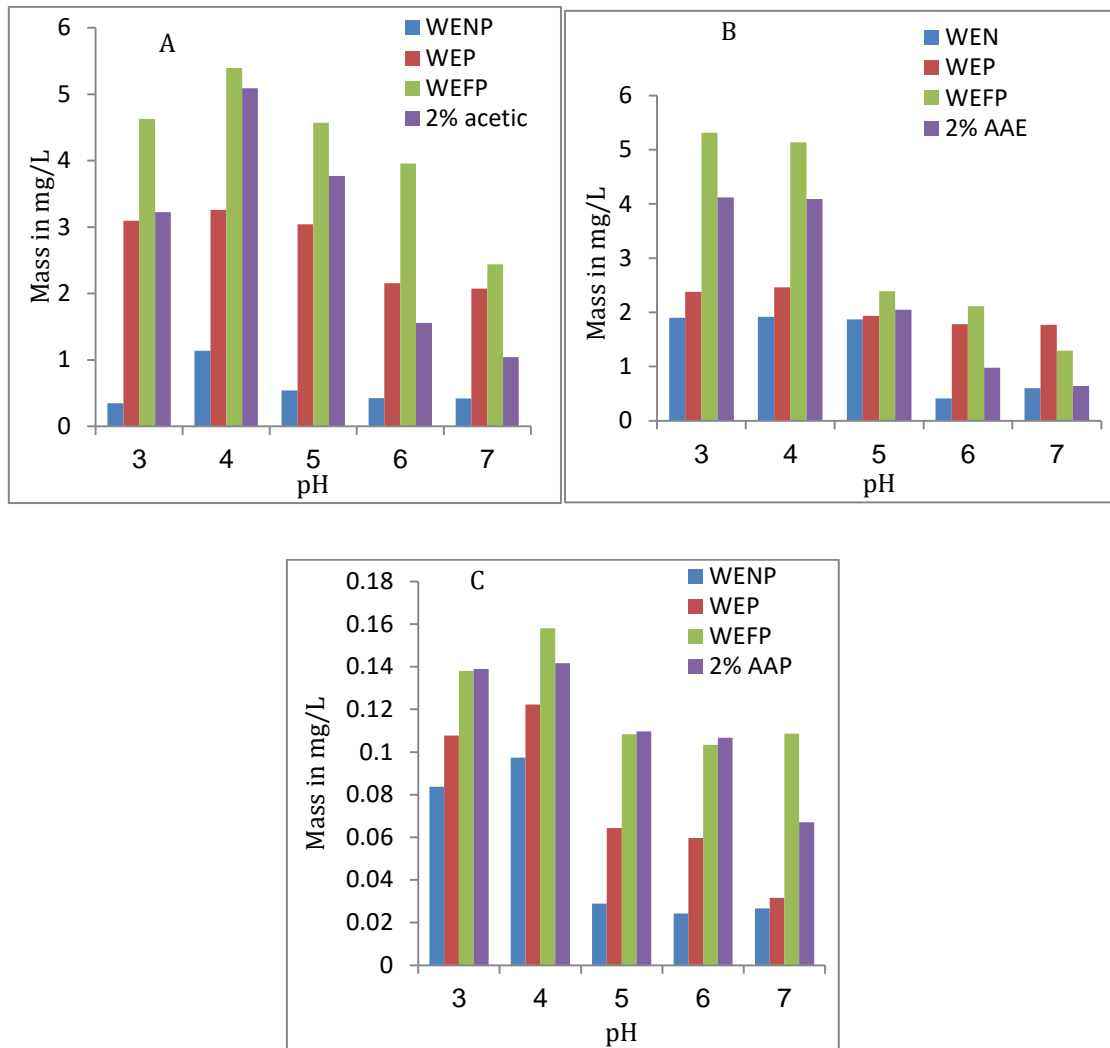 A
WENP
WEP
WEFP
2% acetic
6
5
4
3
2
1
0
Mass in mg/L
3 4 5 6 7
pH
B
WEN
WEP
WEFP
2% AAE
6
5
4
3
2
1
0
Mass in mg/L
3 4 5 6 7
pH
C
WENP
WEP
WEFP
2% AAP
0.18
0.16
0.14
0.12
0.1
0.08
0.06
0.04
0.02
0
Mass in mg/L
3 4 5 6 7
pH